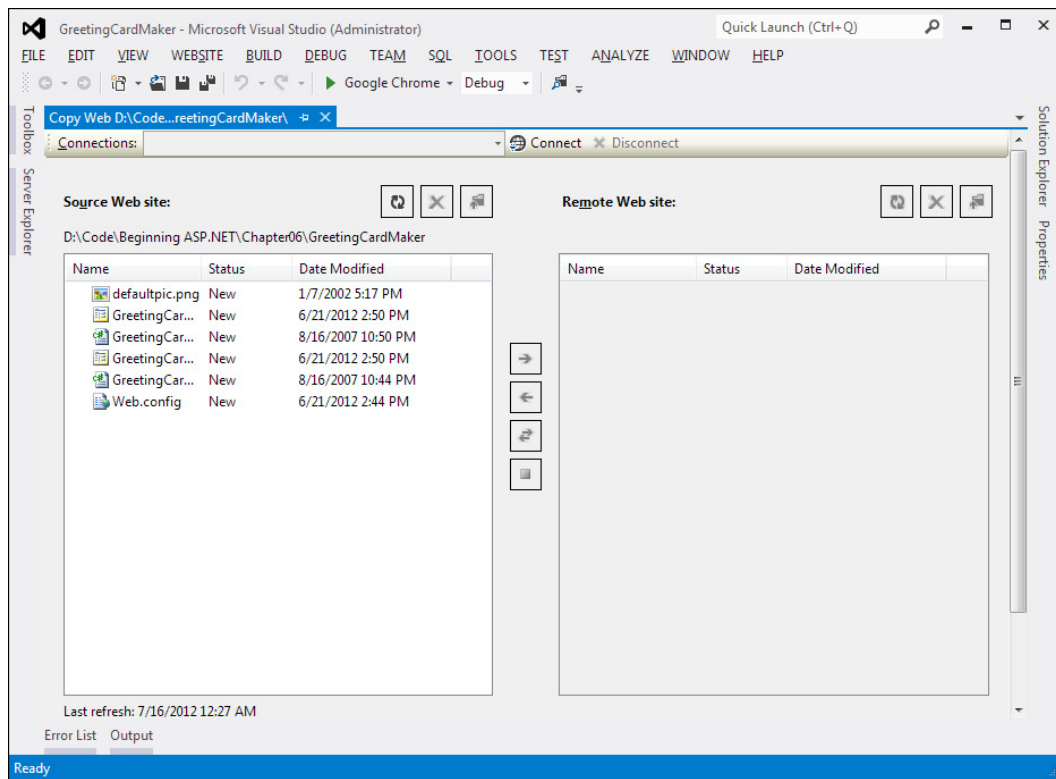 GreetingCardMaker - Microsoft Visual Studio (Administrator) Quick Launch (Ctrl+Q)
FILE EDIT VIEW WEBSITE BUILD DEBUG TEAM SQL TOOLS TEST ANALYZE WINDOW HELP
Google Chrome Debug
Toolbox
Server Explorer
Copy Web D:\Code...reetingCardMaker\
Connections: Connect Disconnect
Source Web site:
D:\Code\Beginning ASP.NET\Chapter06\GreetingCardMaker
Name Status Date Modified
defaultpic.png New 1/7/2002 5:17 PM
GreetingCar... New 6/21/2012 2:50 PM
GreetingCar... New 8/16/2007 10:50 PM
GreetingCar... New 6/21/2012 2:50 PM
GreetingCar... New 8/16/2007 10:44 PM
Web.config New 6/21/2012 2:44 PM
Last refresh: 7/16/2012 12:27 AM
Remote Web site:
Name Status Date Modified
Solution Explorer
Properties
Error List Output
Ready